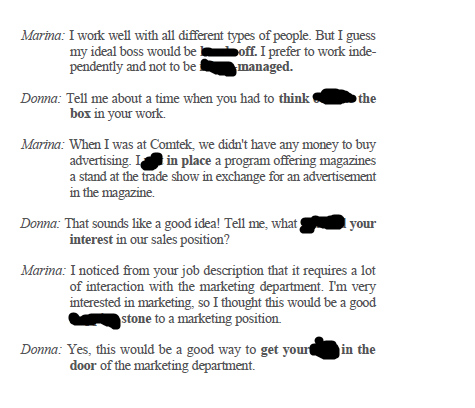 Marina: I work well with all different types of people. But I guess
my ideal boss would be off. I prefer to work inde-
pendently and not to be -managed.
Donna: Tell me about a time when you had to think the
box in your work.
Marina: When I was at Comtek, we didn't have any money to buy
advertising. I in place a program offering magazines
a stand at the trade show in exchange for an advertisement
in the magazine.
Donna: That sounds like a good idea! Tell me, what your
interest in our sales position?
Marina: I noticed from your job description that it requires a lot
of interaction with the marketing department. I'm very
interested in marketing, so I thought this would be a good
stone to a marketing position.
Donna: Yes, this would be a good way to get your in the
door of the marketing department.